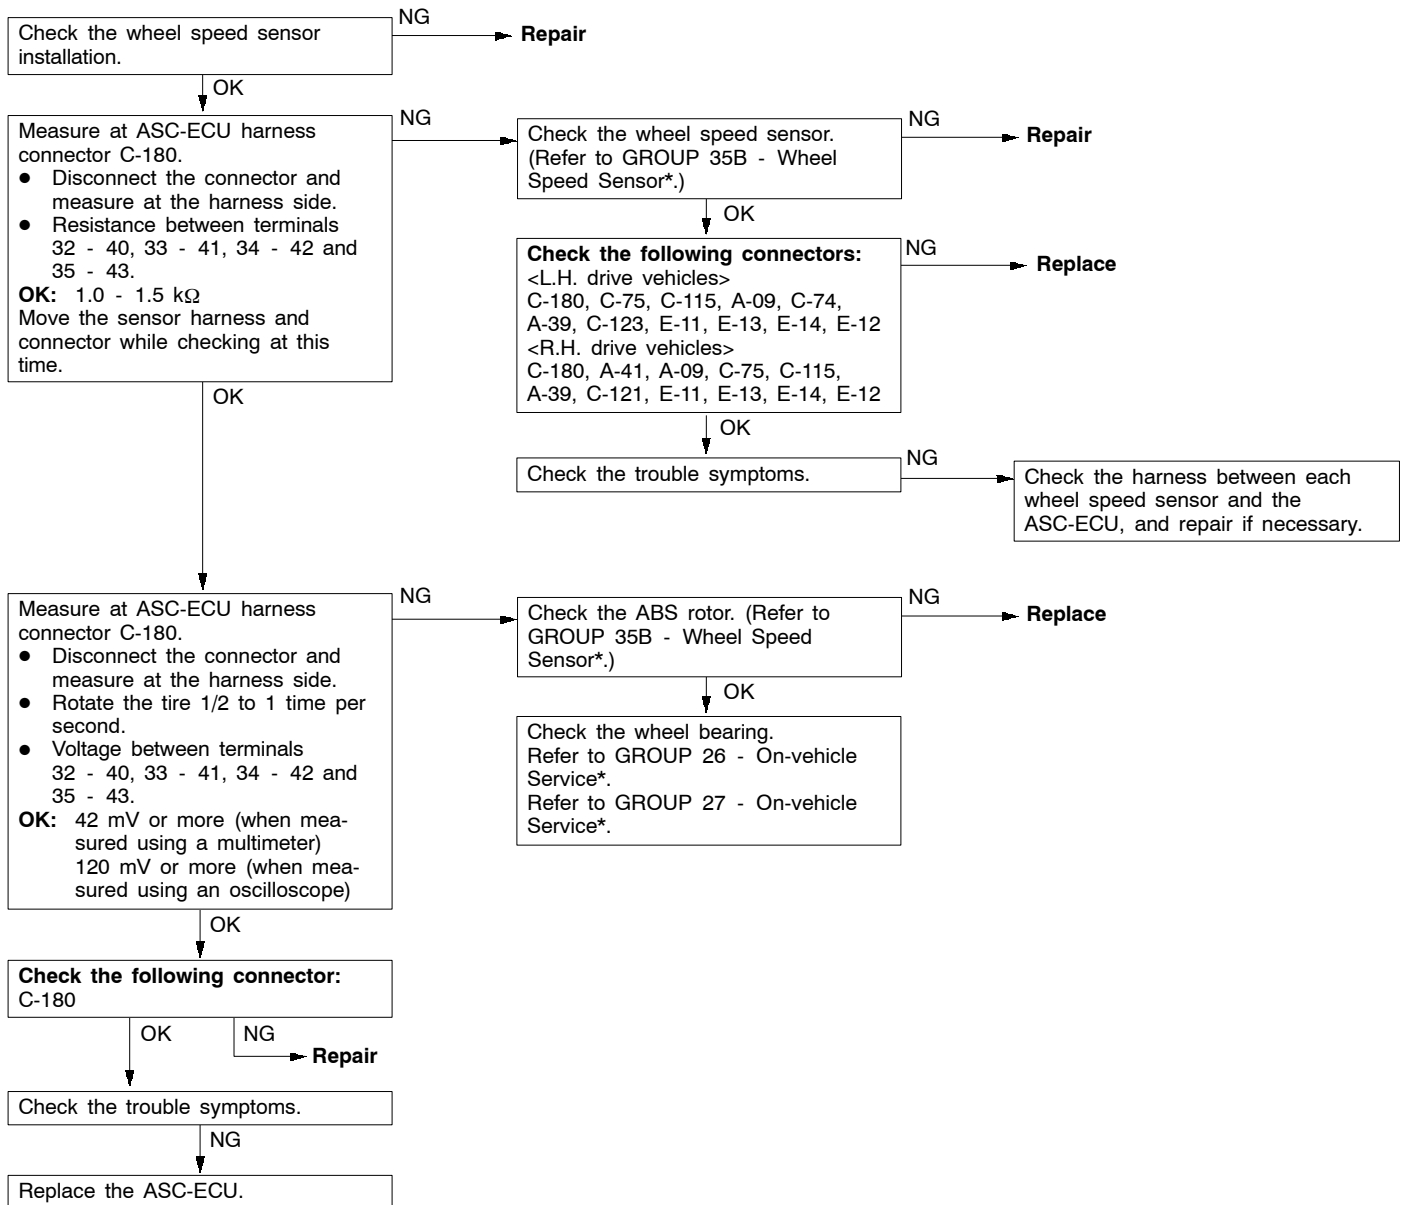 Check the wheel speed sensor
installation.
NG
Repair
OK
Measure at ASC-ECU harness
connector C-180.
● Disconnect the connector and
measure at the harness side.
● Resistance between terminals
32 - 40, 33 - 41, 34 - 42 and
35 - 43.
OK: 1.0 - 1.5 kΩ
Move the sensor harness and
connector while checking at this
time.
NG
Check the wheel speed sensor.
(Refer to GROUP 35B - Wheel
Speed Sensor*.)
NG
Repair
OK
Check the following connectors:
<L.H. drive vehicles>
C-180, C-75, C-115, A-09, C-74,
A-39, C-123, E-11, E-13, E-14, E-12
<R.H. drive vehicles>
C-180, A-41, A-09, C-75, C-115,
A-39, C-121, E-11, E-13, E-14, E-12
NG
Replace
OK
Check the trouble symptoms.
NG
Check the harness between each
wheel speed sensor and the
ASC-ECU, and repair if necessary.
OK
Measure at ASC-ECU harness
connector C-180.
● Disconnect the connector and
measure at the harness side.
● Rotate the tire 1/2 to 1 time per
second.
● Voltage between terminals
32 - 40, 33 - 41, 34 - 42 and
35 - 43.
OK: 42 mV or more (when mea-
sured using a multimeter)
120 mV or more (when mea-
sured using an oscilloscope)
NG
Check the ABS rotor. (Refer to
GROUP 35B - Wheel Speed
Sensor*.)
NG
Replace
OK
Check the wheel bearing.
Refer to GROUP 26 - On-vehicle
Service*.
Refer to GROUP 27 - On-vehicle
Service*.
OK
Check the following connector:
C-180
OK
NG
Repair
Check the trouble symptoms.
NG
Replace the ASC-ECU.